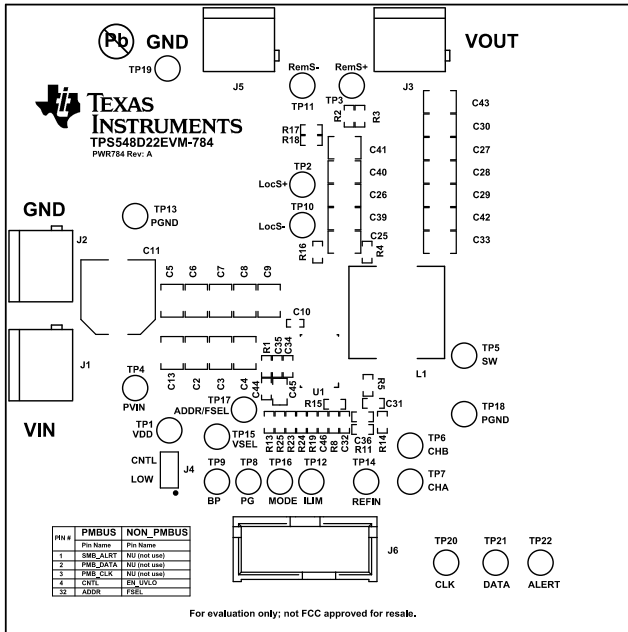 Pb
GND
VOUT
TP19
J5
RemS-
TP11
RemS+
TP3
J3
ti
TEXAS
INSTRUMENTS
TPS548D22EVM-784
PWR784 Rev: A
R2
R3
R17
R18
C43
C30
C27
C28
C29
C42
C33
C41
C40
C26
C39
C25
TP2
LocS+
TP10
LocS-
R16
R4
GND
TP13
PGND
J2
C11
C5
C6
C7
C8
C9
C10
J1
TP4
PVIN
C13
C2
C3
C4
R1
C35
C34
C44
C45
U1
R15
L1
R5
C31
TP5
SW
TP18
PGND
VIN
TP17
ADDR/FSEL
TP1
VDD
TP15
VSEL
R13
R25
R23
R24
R19
C46
R8
C32
C36
R11
R14
TP6
CHB
TP7
CHA
CNTL
LOW
J4
TP9
BP
TP8
PG
TP16
MODE
TP12
ILIM
TP14
REFIN
PIN # PMBUS NON_PMBUS
Pin Name Pin Name
1 SMB_ALRT NU (not use)
2 PMB_DATA NU (not use)
3 PMB_CLK NU (not use)
4 CNTL EN_UVLO
32 ADDR FSEL
J6
TP20
CLK
TP21
DATA
TP22
ALERT
For evaluation only; not FCC approved for resale.